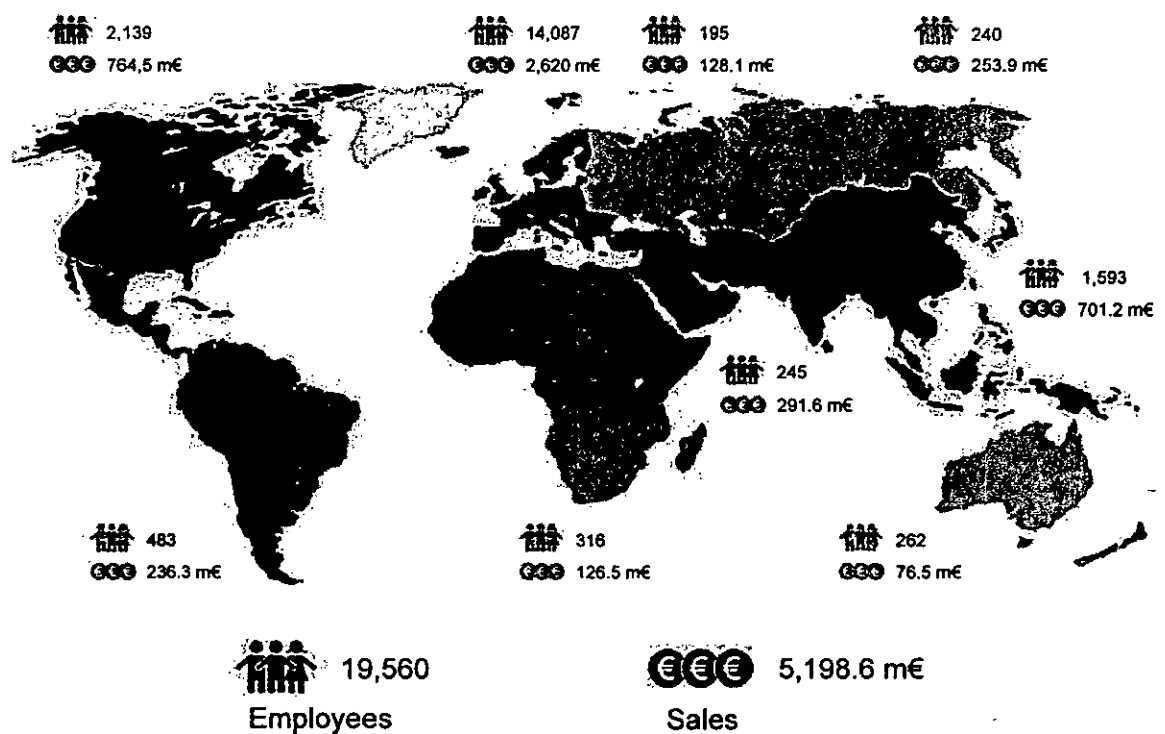 2,139
764,5 m€
14,087
2,620 m€
195
128.1 m€
240
253.9 m€
1,593
701.2 m€
245
291.6 m€
483
236.3 m€
316
126.5 m€
262
76.5 m€
19,560
Employees
€€€ 5,198.6 m€
Sales